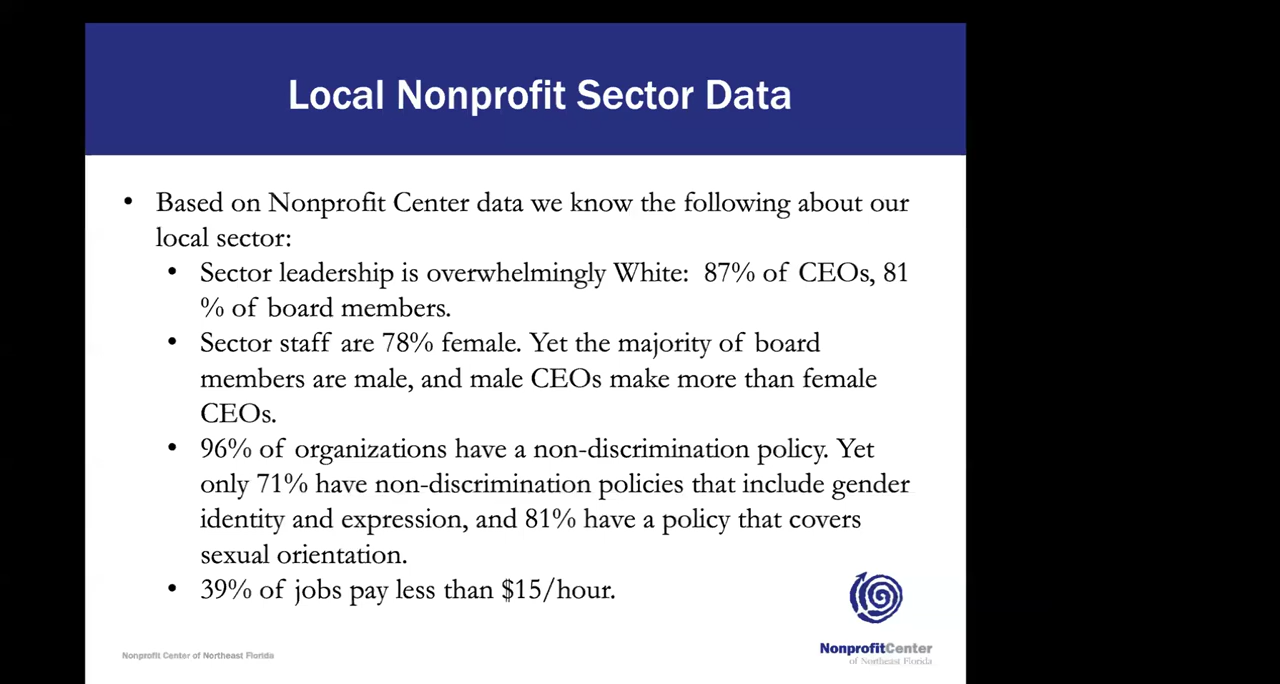 Local Nonprofit Sector Data
• Based on Nonprofit Center data we know the following about our
local sector:
• Sector leadership is overwhelmingly White:  87% of CEOs, 81
% of board members.
• Sector staff are 78% female. Yet the majority of board
members are male, and male CEOs make more than female
CEOs.
• 96% of organizations have a non-discrimination policy. Yet
only 71% have non-discrimination policies that include gender
identity and expression, and 81% have a policy that covers
sexual orientation.
• 39% of jobs pay less than $15/hour.
NonprofitCenter
of Northeast Florida
Nonprofit Center of Northeast Florida